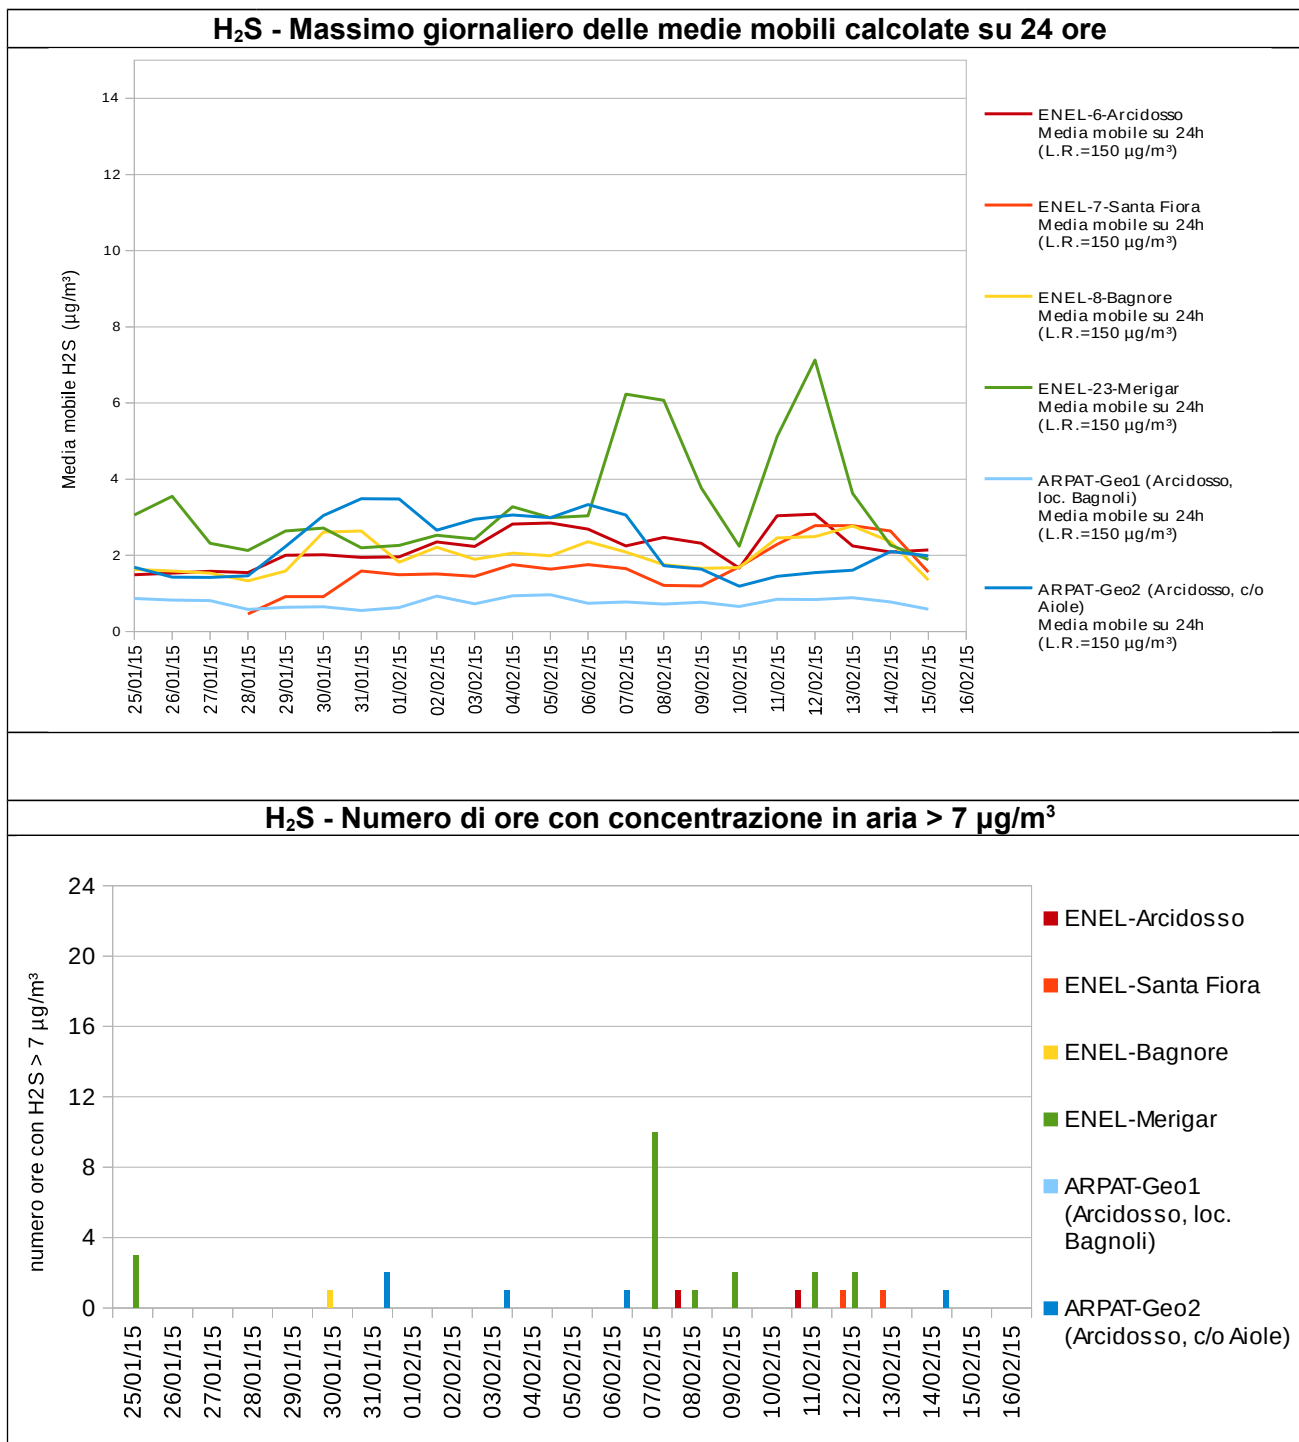 H₂S - Massimo giornaliero delle medie mobili calcolate su 24 ore
Media mobile H2S (µg/m³)
14
12
10
8
6
4
2
0
25/01/15
26/01/15
27/01/15
28/01/15
29/01/15
30/01/15
31/01/15
01/02/15
02/02/15
03/02/15
04/02/15
05/02/15
06/02/15
07/02/15
08/02/15
09/02/15
10/02/15
11/02/15
12/02/15
13/02/15
14/02/15
15/02/15
16/02/15
ENEL-6-Arcidosso
Media mobile su 24h
(L.R.=150 µg/m³)
ENEL-7-Santa Fiora
Media mobile su 24h
(L.R.=150 µg/m³)
ENEL-8-Bagnore
Media mobile su 24h
(L.R.=150 µg/m³)
ENEL-23-Merigar
Media mobile su 24h
(L.R.=150 µg/m³)
ARPAT-Geo1 (Arcidosso,
loc. Bagnoli)
Media mobile su 24h
(L.R.=150 µg/m³)
ARPAT-Geo2 (Arcidosso, c/o
Aiole)
Media mobile su 24h
(L.R.=150 µg/m³)
H₂S - Numero di ore con concentrazione in aria > 7 µg/m³
numero ore con H2S > 7 µg/m³
24
20
16
12
8
4
0
25/01/15
26/01/15
27/01/15
28/01/15
29/01/15
30/01/15
31/01/15
01/02/15
02/02/15
03/02/15
04/02/15
05/02/15
06/02/15
07/02/15
08/02/15
09/02/15
10/02/15
11/02/15
12/02/15
13/02/15
14/02/15
15/02/15
16/02/15
ENEL-Arcidosso
ENEL-Santa Fiora
ENEL-Bagnore
ENEL-Merigar
ARPAT-Geo1
(Arcidosso, loc.
Bagnoli)
ARPAT-Geo2
(Arcidosso, c/o Aiole)